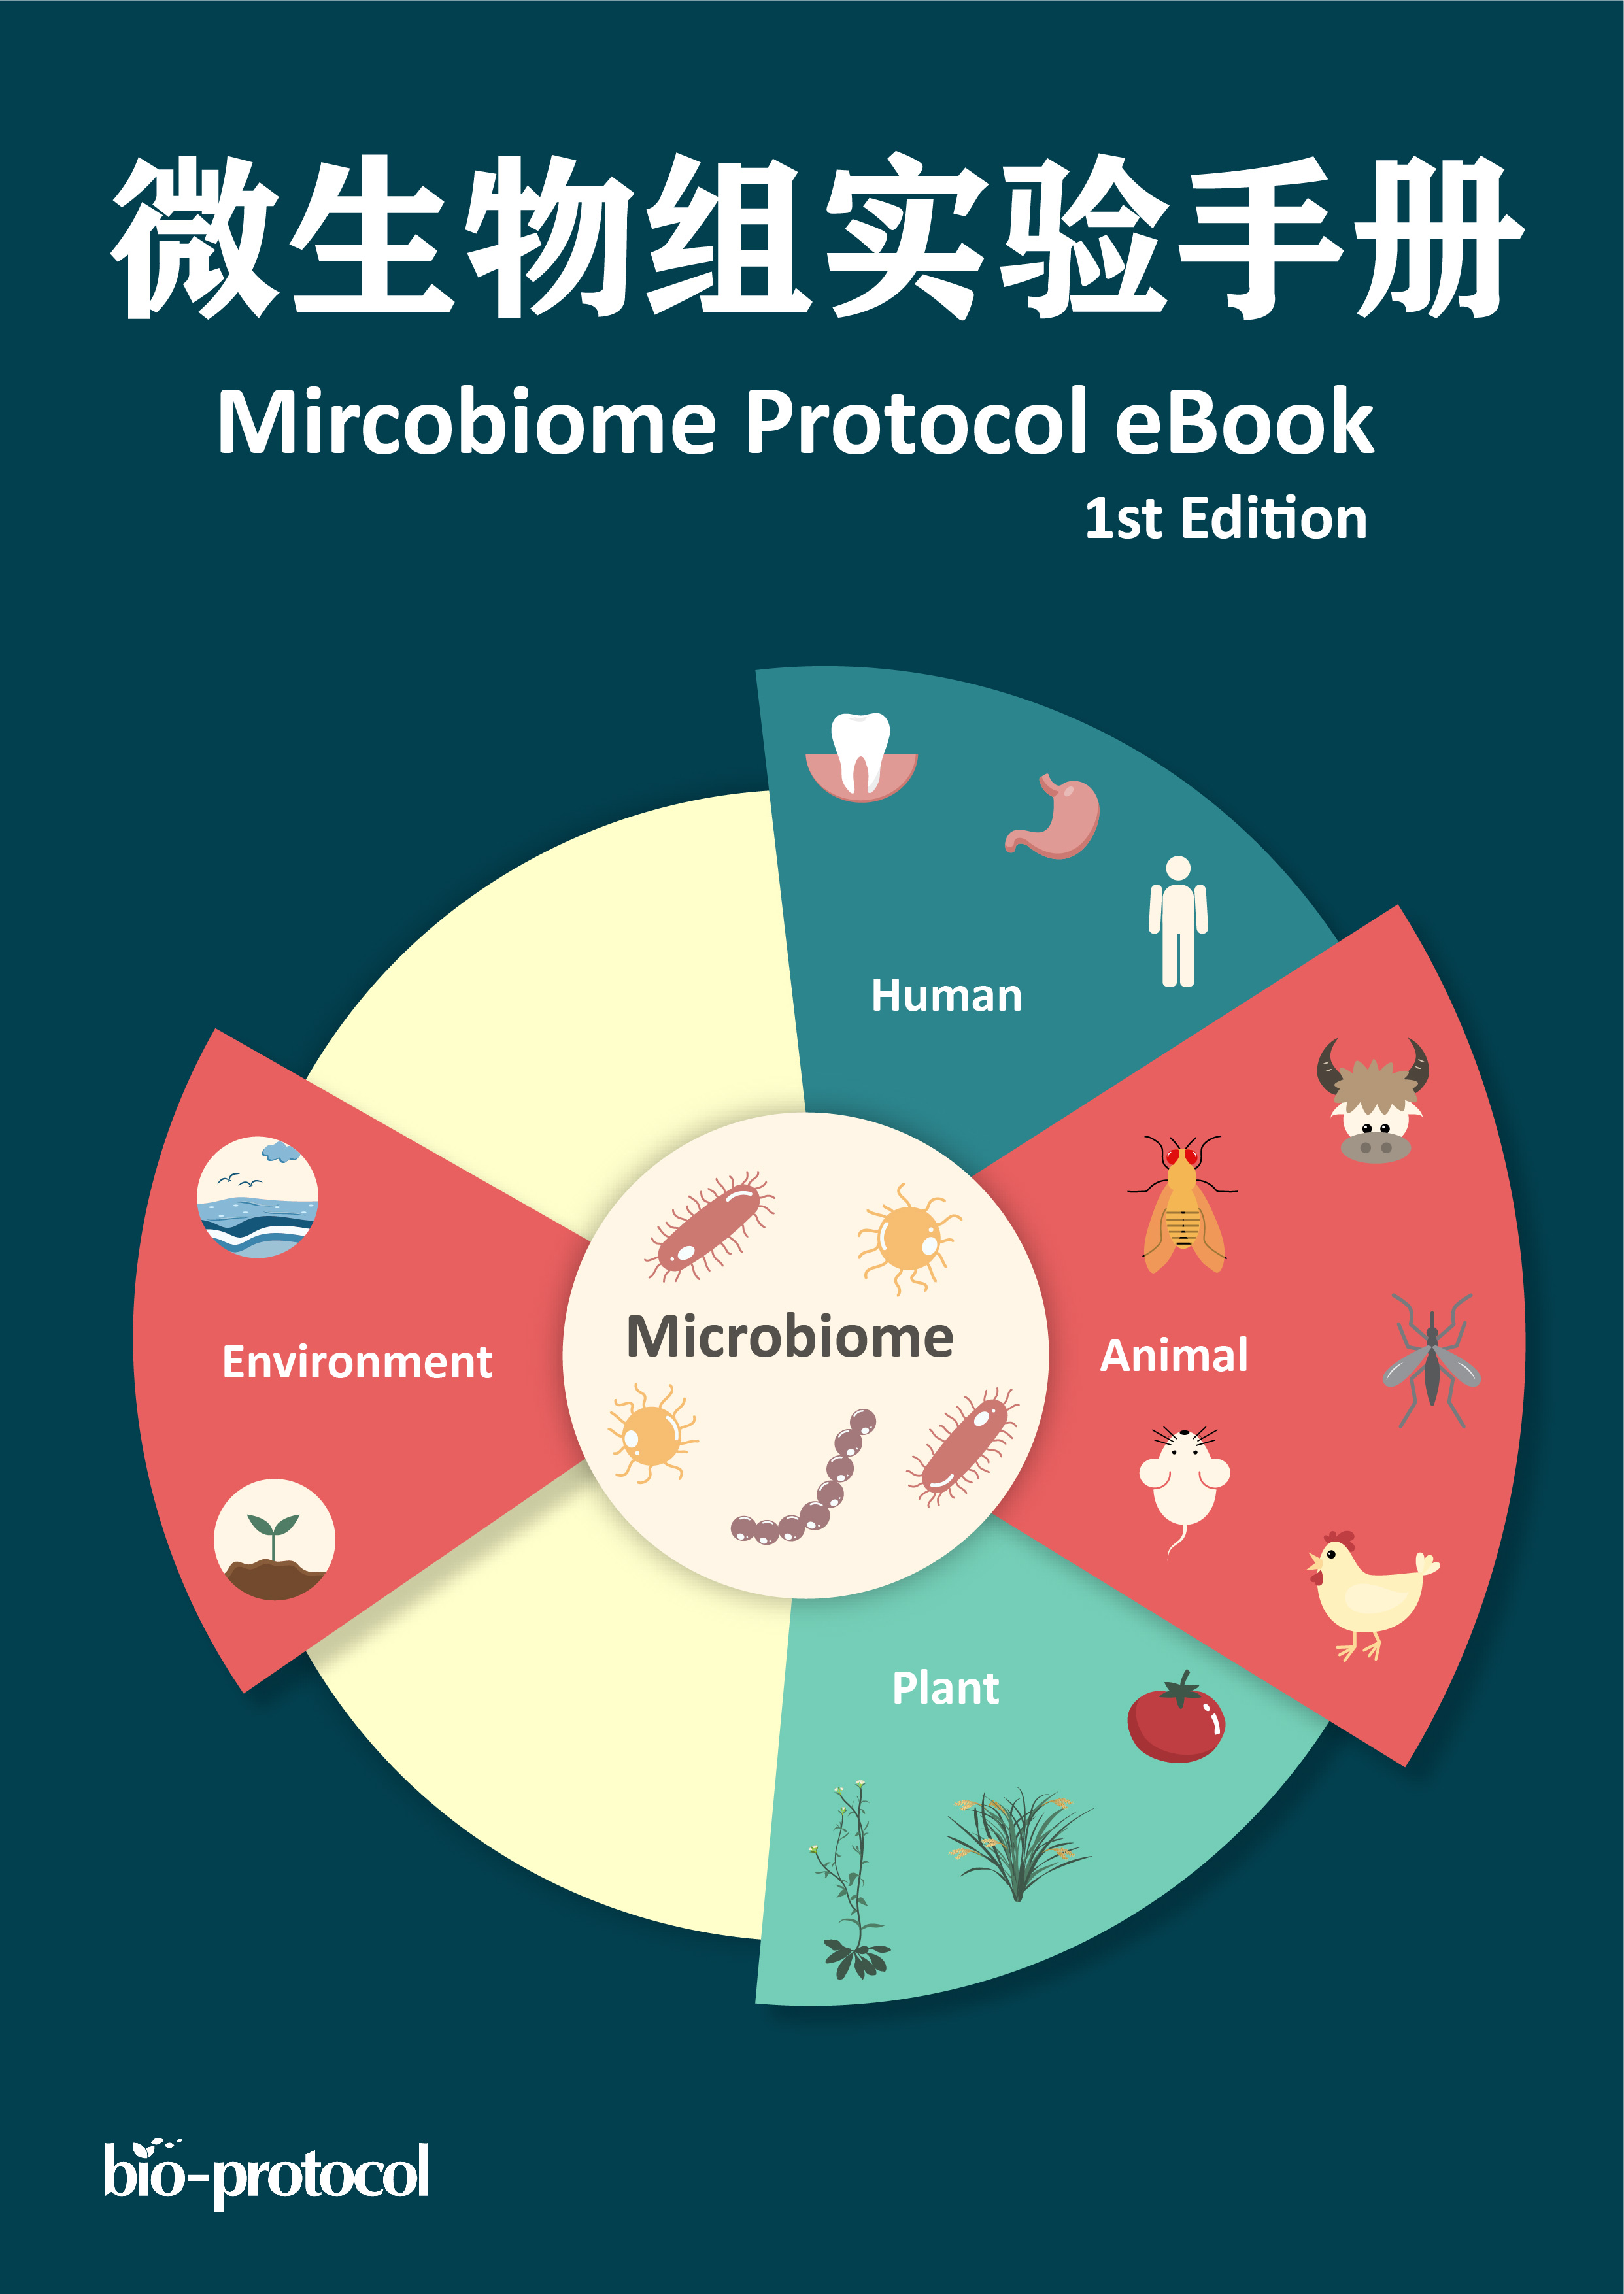 微生物组实验手册
Mircobiome Protocol eBook
1st Edition
Human
Environment
Microbiome
Animal
Plant
bio-protocol